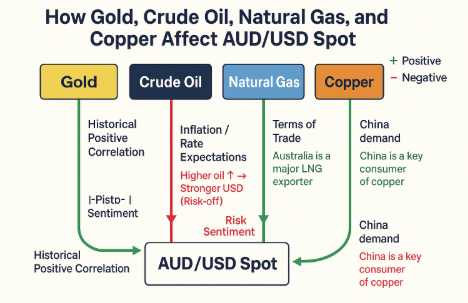 How Gold, Crude Oil, Natural Gas, and
Copper Affect AUD/USD Spot
Gold
Crude Oil
Natural Gas
Copper
+ Positive
– Negative
Historical
Positive
Correlation
I-Pisto- I
Sentiment
Historical
Positive Correlation
Inflation /
Rate
Expectations
Higher oil ↑ →
Stronger USD
(Risk-off)
Risk
Sentiment
Terms of
Trade
Australia is a
major LNG
exporter
China
demand
China is a key
consumer
of copper
China
demand
China is a key
consumer
of copper
AUD/USD Spot